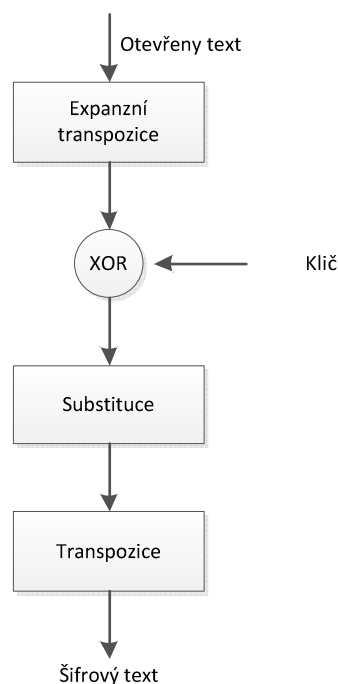 Otevřeny text
Expanzní
transpozice
XOR
Klič
Substituce
Transpozice
Šifrový text